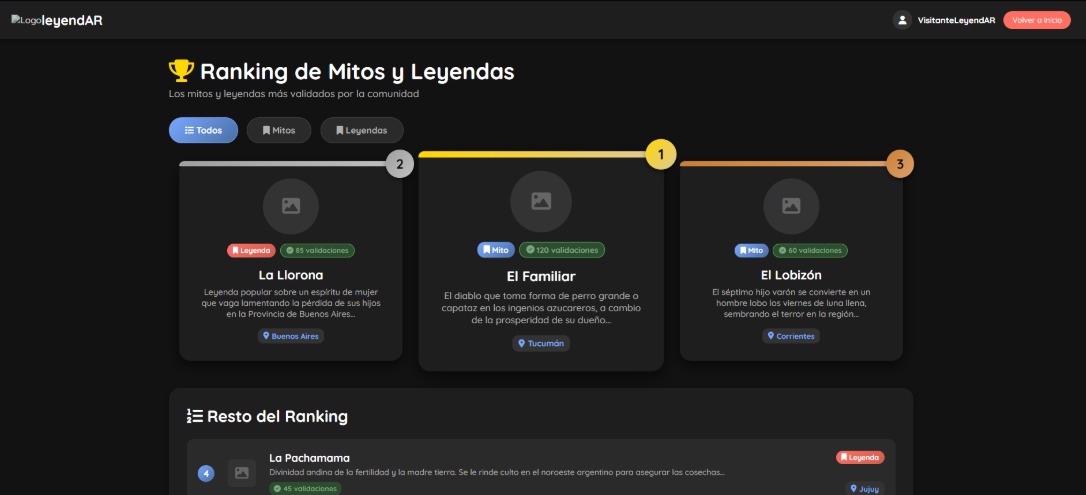 Logo leyendAR
VisitanteLeyendAR
Volver a Inicio
Ranking de Mitos y Leyendas
Los mitos y leyendas más validados por la comunidad
Todos
Mitos
Leyendas
2
Leyenda
85 validaciones
La Llorona
Leyenda popular sobre un espíritu de mujer
que vaga lamentando la pérdida de sus hijos
en la Provincia de Buenos Aires...
Buenos Aires
1
Mito
120 validaciones
El Familiar
El diablo que toma forma de perro grande o
capataz en los ingenios azucareros, a cambio
de la prosperidad de su dueño...
Tucumán
3
Mito
60 validaciones
El Lobizón
El séptimo hijo varón se convierte en un
hombre lobo los viernes de luna llena,
sembrando el terror en la región...
Corrientes
Resto del Ranking
4
La Pachamama
Divinidad andina de la fertilidad y la madre tierra. Se le rinde culto en el noroeste argentino para asegurar las cosechas...
45 validaciones
Leyenda
Jujuy